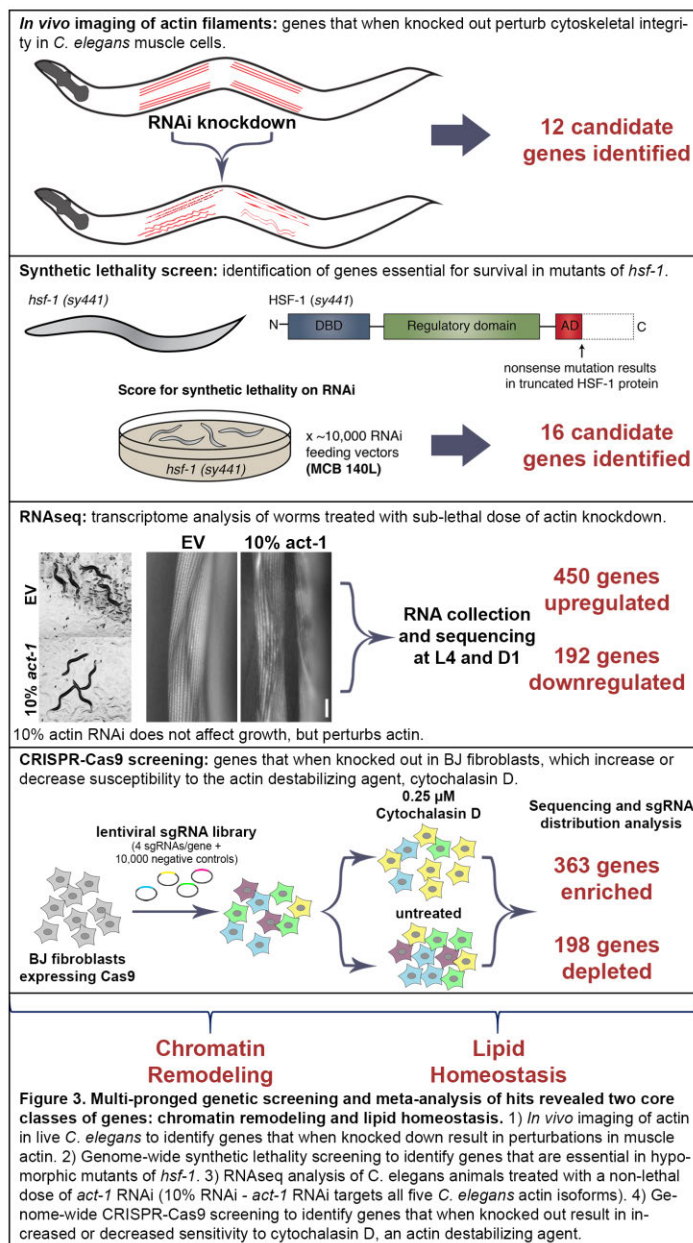 In vivo imaging of actin filaments: genes that when knocked out perturb cytoskeletal integri-
ty in C. elegans muscle cells.
RNAi knockdown
12 candidate
genes identified
Synthetic lethality screen: identification of genes essential for survival in mutants of hsf-1.
hsf-1 (sy441)
HSF-1 (sy441)
N
DBD
Regulatory domain
AD
C
nonsense mutation results
in truncated HSF-1 protein
Score for synthetic lethality on RNAi
hsf-1 (sy441)
x ~10,000 RNAi
feeding vectors
(MCB 140L)
16 candidate
genes identified
RNAseq: transcriptome analysis of worms treated with sub-lethal dose of actin knockdown.
EV
10% act-1
EV
10% act-1
RNA collection
and sequencing
at L4 and D1
450 genes
upregulated
192 genes
downregulated
10% actin RNAi does not affect growth, but perturbs actin.
CRISPR-Cas9 screening: genes that when knocked out in BJ fibroblasts, which increase or
decrease susceptibility to the actin destabilizing agent, cytochalasin D.
BJ fibroblasts
expressing Cas9
lentiviral sgRNA library
(4 sgRNAs/gene +
10,000 negative controls)
0.25 µM
Cytochalasin D
untreated
Sequencing and sgRNA
distribution analysis
363 genes
enriched
198 genes
depleted
Chromatin
Remodeling
Lipid
Homeostasis
Figure 3. Multi-pronged genetic screening and meta-analysis of hits revealed two core
classes of genes: chromatin remodeling and lipid homeostasis. 1) In vivo imaging of actin
in live C. elegans to identify genes that when knocked down result in perturbations in muscle
actin. 2) Genome-wide synthetic lethality screening to identify genes that are essential in hypo-
morphic mutants of hsf-1. 3) RNAseq analysis of C. elegans animals treated with a non-lethal
dose of act-1 RNAi (10% RNAi - act-1 RNAi targets all five C. elegans actin isoforms). 4) Ge-
nome-wide CRISPR-Cas9 screening to identify genes that when knocked out result in in-
creased or decreased sensitivity to cytochalasin D, an actin destabilizing agent.